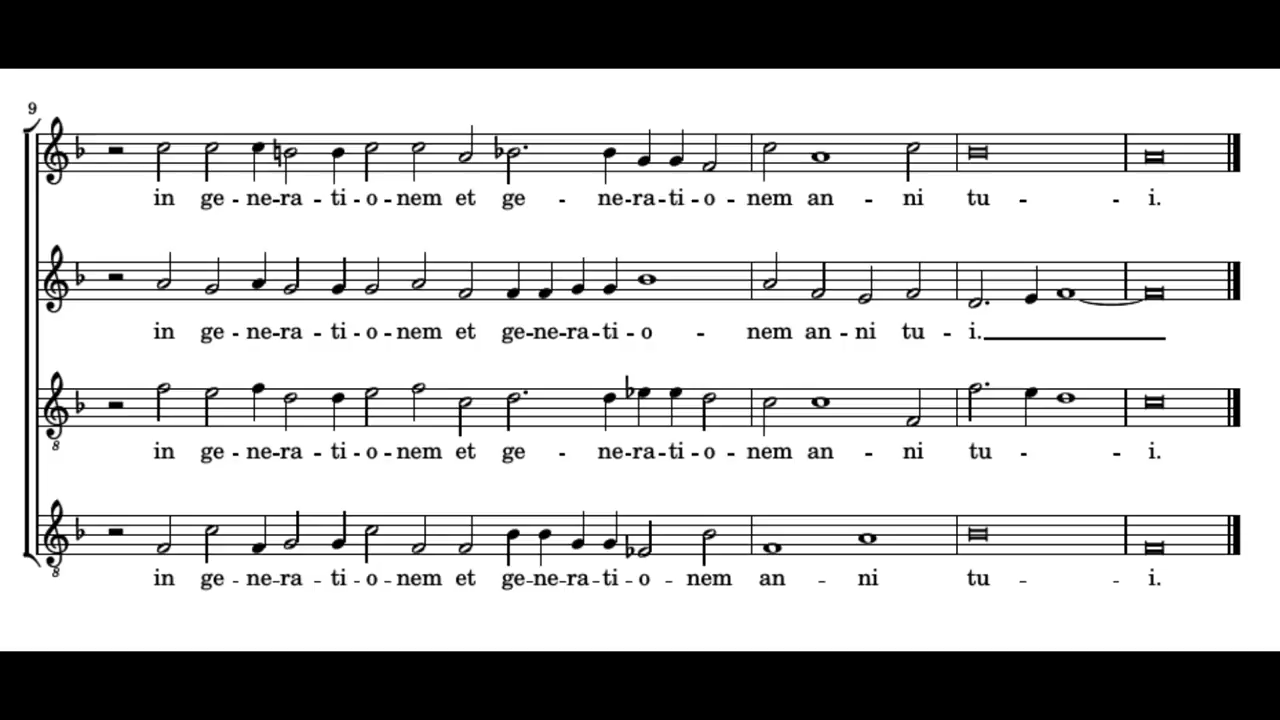 9
in ge - ne - ra - ti - o - nem et ge - ne - ra - ti - o - nem an - ni tu - - i.
in ge - ne - ra - ti - o - nem et ge - ne - ra - ti - o - nem an - ni tu - i.
8
in ge - ne - ra - ti - o - nem et ge - ne - ra - ti - o - nem an - ni tu - - i.
8
in ge - ne - ra - ti - o - nem et ge - ne - ra - ti - o - nem an - ni tu - - i.